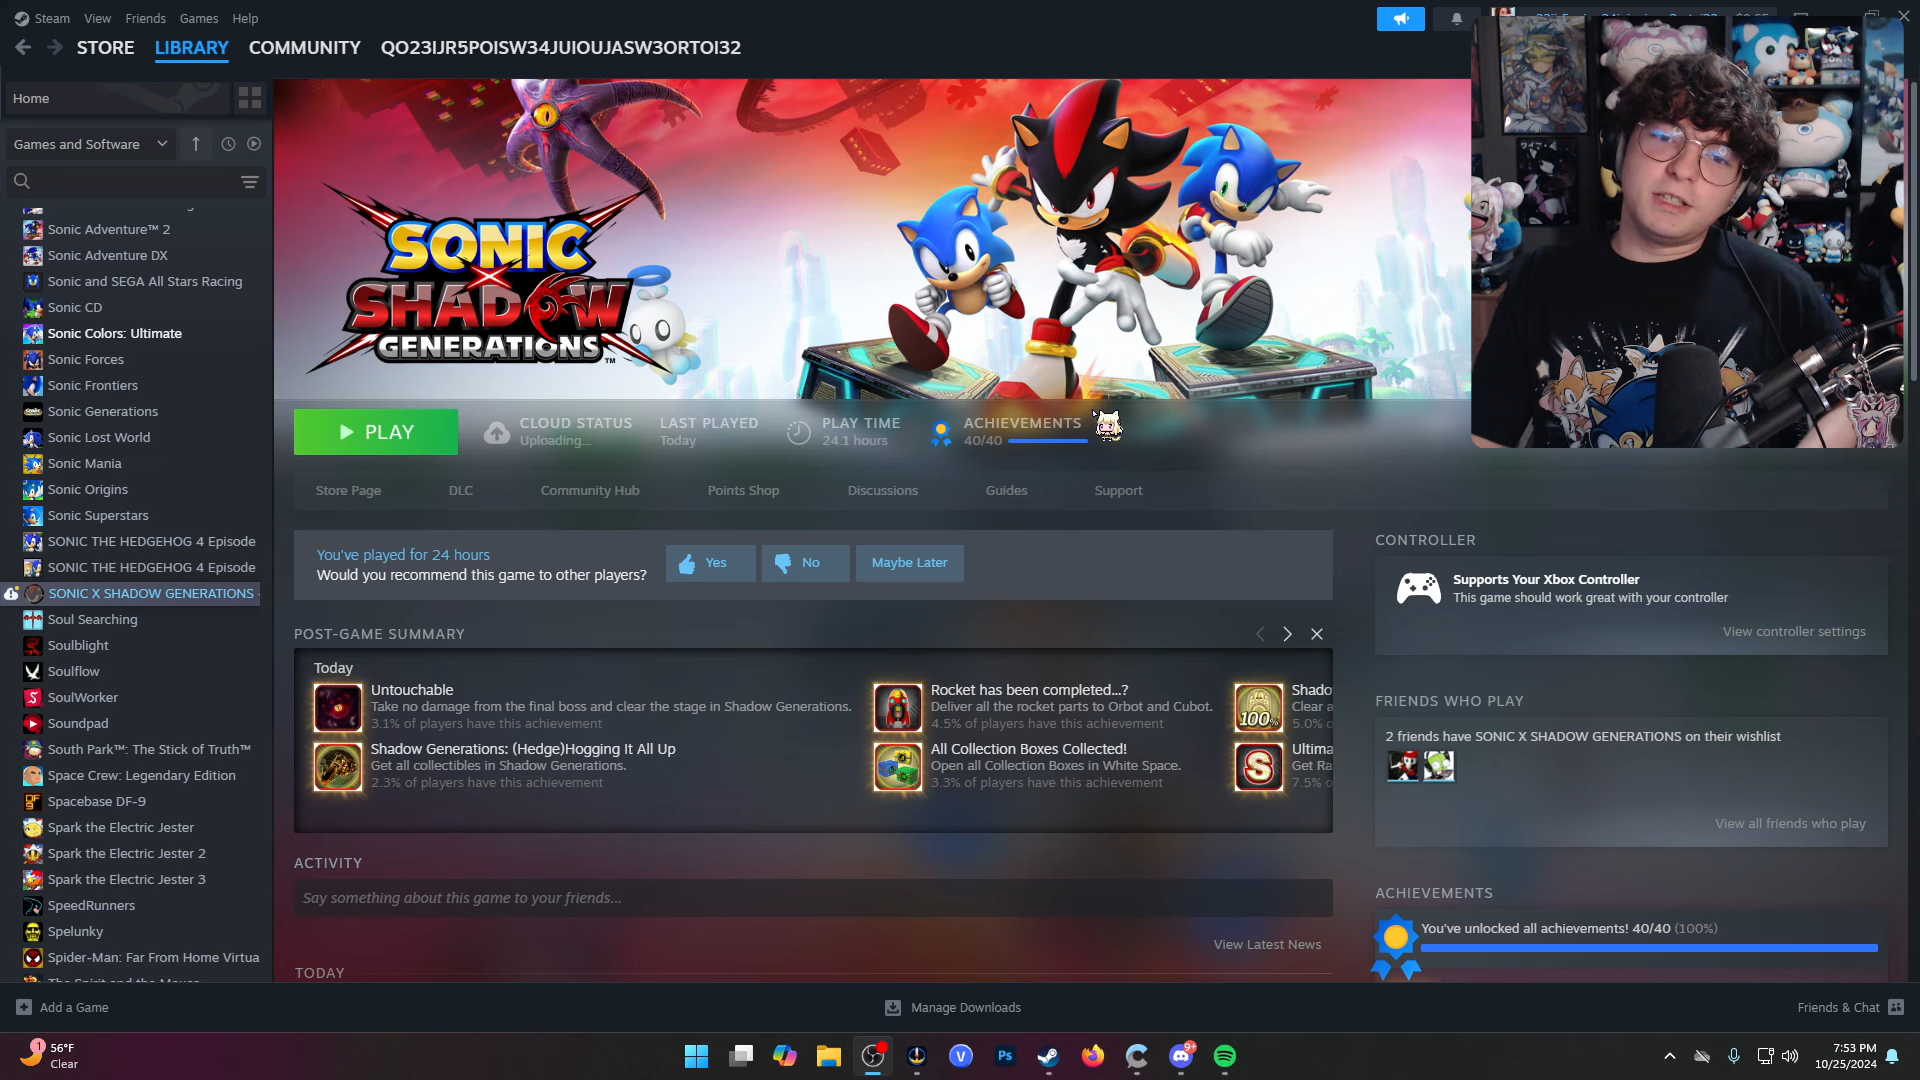 Steam View Friends Games Help
STORE LIBRARY COMMUNITY QO23IJR5POISW34JUIOUJASW3ORTOI32
Home
Games and Software
Sonic Adventure™ 2
Sonic Adventure DX
Sonic and SEGA All Stars Racing
Sonic CD
Sonic Colors: Ultimate
Sonic Forces
Sonic Frontiers
Sonic Generations
Sonic Lost World
Sonic Mania
Sonic Origins
Sonic Superstars
SONIC THE HEDGEHOG 4 Episode
SONIC THE HEDGEHOG 4 Episode
SONIC X SHADOW GENERATIONS
Soul Searching
Soulblight
Soulflow
SoulWorker
Soundpad
South Park™: The Stick of Truth™
Space Crew: Legendary Edition
Spacebase DF-9
Spark the Electric Jester
Spark the Electric Jester 2
Spark the Electric Jester 3
SpeedRunners
Spelunky
Spider-Man: Far From Home Virtua
SONIC
X
SHADOW
GENERATIONS™
PLAY
CLOUD STATUS
Uploading...
LAST PLAYED
Today
PLAY TIME
24.1 hours
ACHIEVEMENTS
40/40
Store Page DLC Community Hub Points Shop Discussions Guides Support
You've played for 24 hours
Would you recommend this game to other players?
Yes No Maybe Later
POST-GAME SUMMARY
Today
Untouchable
Take no damage from the final boss and clear the stage in Shadow Generations.
3.1% of players have this achievement
Rocket has been completed...?
Deliver all the rocket parts to Orbot and Cubot.
4.5% of players have this achievement
100%
Shado
Clear a
5.0% o
Shadow Generations: (Hedge)Hogging It All Up
Get all collectibles in Shadow Generations.
2.3% of players have this achievement
All Collection Boxes Collected!
Open all Collection Boxes in White Space.
3.3% of players have this achievement
S
Ultima
Get Ra
7.5% o
ACTIVITY
Say something about this game to your friends...
View Latest News
TODAY
CONTROLLER
Supports Your Xbox Controller
This game should work great with your controller
View controller settings
FRIENDS WHO PLAY
2 friends have SONIC X SHADOW GENERATIONS on their wishlist
View all friends who play
ACHIEVEMENTS
You've unlocked all achievements! 40/40 (100%)
Add a Game
Manage Downloads
Friends & Chat
1
56°F
Clear
V
Ps
9+
7:53 PM
10/25/2024